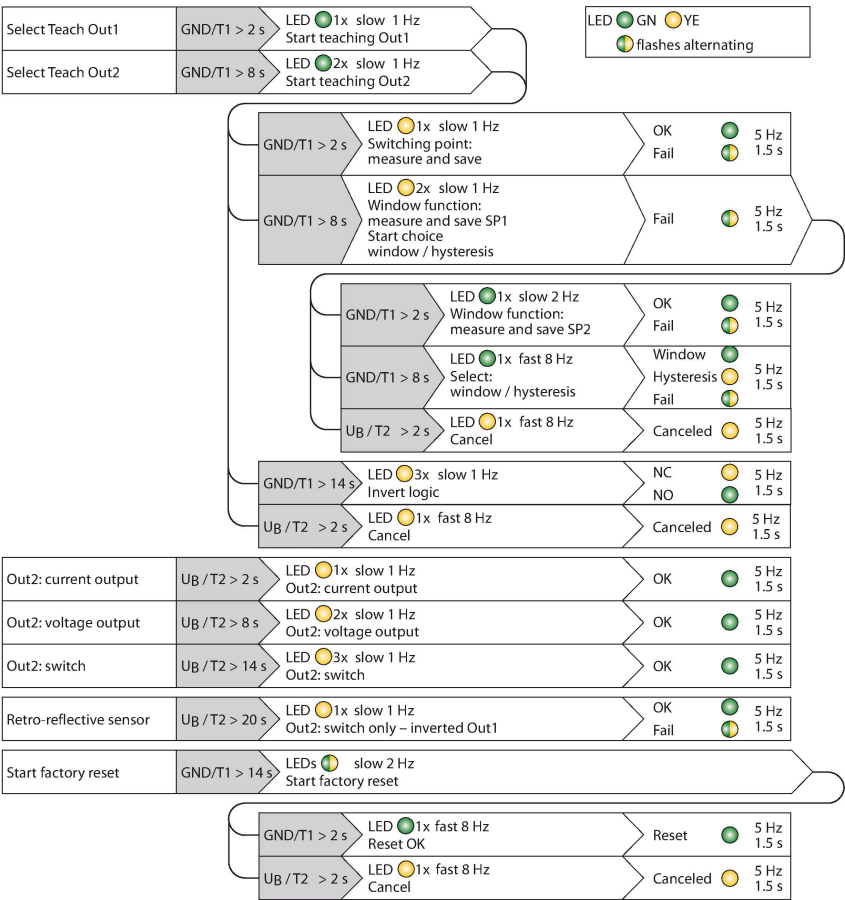 LED GN YE
flashes alternating
Select Teach Out1 GND/T1 > 2 s LED 1x slow 1 Hz
Start teaching Out1
Select Teach Out2 GND/T1 > 8 s LED 2x slow 1 Hz
Start teaching Out2
GND/T1 > 2 s
LED 1x slow 1 Hz
Switching point:
measure and save
OK
Fail
5 Hz
1.5 s
GND/T1 > 8 s
LED 2x slow 1 Hz
Window function:
measure and save SP1
Start choice
window / hysteresis
Fail
5 Hz
1.5 s
GND/T1 > 2 s
LED 1x slow 2 Hz
Window function:
measure and save SP2
OK
Fail
5 Hz
1.5 s
GND/T1 > 8 s
LED 1x fast 8 Hz
Select:
window / hysteresis
Window
Hysteresis
Fail
5 Hz
1.5 s
UB / T2 > 2 s
LED 1x fast 8 Hz
Cancel
Canceled
5 Hz
1.5 s
GND/T1 > 14 s
LED 3x slow 1 Hz
Invert logic
NC
NO
5 Hz
1.5 s
UB / T2 > 2 s
LED 1x fast 8 Hz
Cancel
Canceled
5 Hz
1.5 s
Out2: current output
UB / T2 > 2 s
LED 1x slow 1 Hz
Out2: current output
OK
5 Hz
1.5 s
Out2: voltage output
UB / T2 > 8 s
LED 2x slow 1 Hz
Out2: voltage output
OK
5 Hz
1.5 s
Out2: switch
UB / T2 > 14 s
LED 3x slow 1 Hz
Out2: switch
OK
5 Hz
1.5 s
Retro-reflective sensor
UB / T2 > 20 s
LED 1x slow 1 Hz
Out2: switch only – inverted Out1
OK
Fail
5 Hz
1.5 s
Start factory reset
GND/T1 > 14 s
LEDs slow 2 Hz
Start factory reset
GND/T1 > 2 s
LED 1x fast 8 Hz
Reset OK
Reset
5 Hz
1.5 s
UB / T2 > 2 s
LED 1x fast 8 Hz
Cancel
Canceled
5 Hz
1.5 s